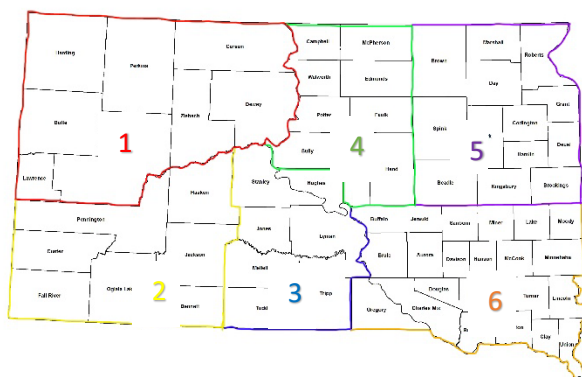 Campbell McPherson Marshall Roberts
Harding Perkins Corson Brown Day
Walworth Edmunds
Dewey Grant
Butte Ziebach Potter Faulk Spink Codington
1 4 5 Deuel
Sully Hamlin
Lawrence Hand
Stanley Hughes Beadle Kingsbury Brookings
Haakon
Pennington Buffalo Jerauld Sanborn Miner Lake Moody
Jones Lyman
Custer Jackson Brule Aurora Davison Hanson McCook Minnehaha
Mellette
Fall River Oglala Lak 2 3 Tripp Douglas Turner Lincoln
Bennett Todd Gregory Charles Mix 6
Clay Union